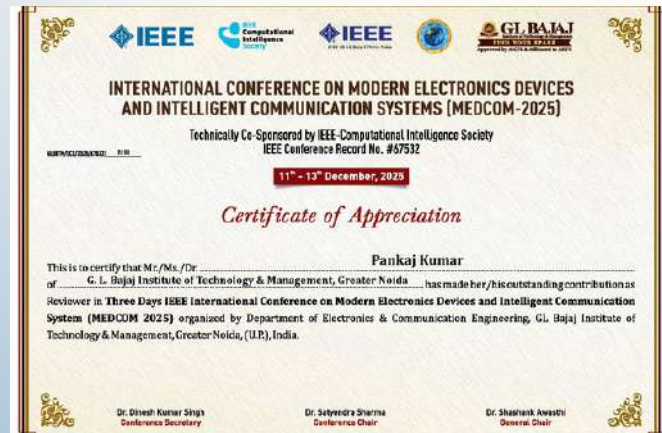 IEEE
IEEE Computational Intelligence Society
IEEE
GL BAJAJ
INTERNATIONAL CONFERENCE ON MODERN ELECTRONICS DEVICES
AND INTELLIGENT COMMUNICATION SYSTEMS (MEDCOM-2025)
Technically Co-Sponsored by IEEE-Computational Intelligence Society
IEEE Conference Record No. #67532
11th - 13th December, 2025
Certificate of Appreciation
This is to certify that Mr./Ms./Dr Pankaj Kumar
of G. L. Bajaj Institute of Technology & Management, Greater Noida has made her/his outstanding contribution as
Reviewer in Three Days IEEE International Conference on Modern Electronics Devices and Intelligent Communication
System (MEDCOM 2025) organized by Department of Electronics & Communication Engineering, GL Bajaj Institute of
Technology & Management, Greater Noida, (U.P.), India.
Dr. Dinesh Kumar Singh
Conference Secretary
Dr. Satyendra Sharma
Conference Chair
Dr. Shashank Awasthi
General Chair